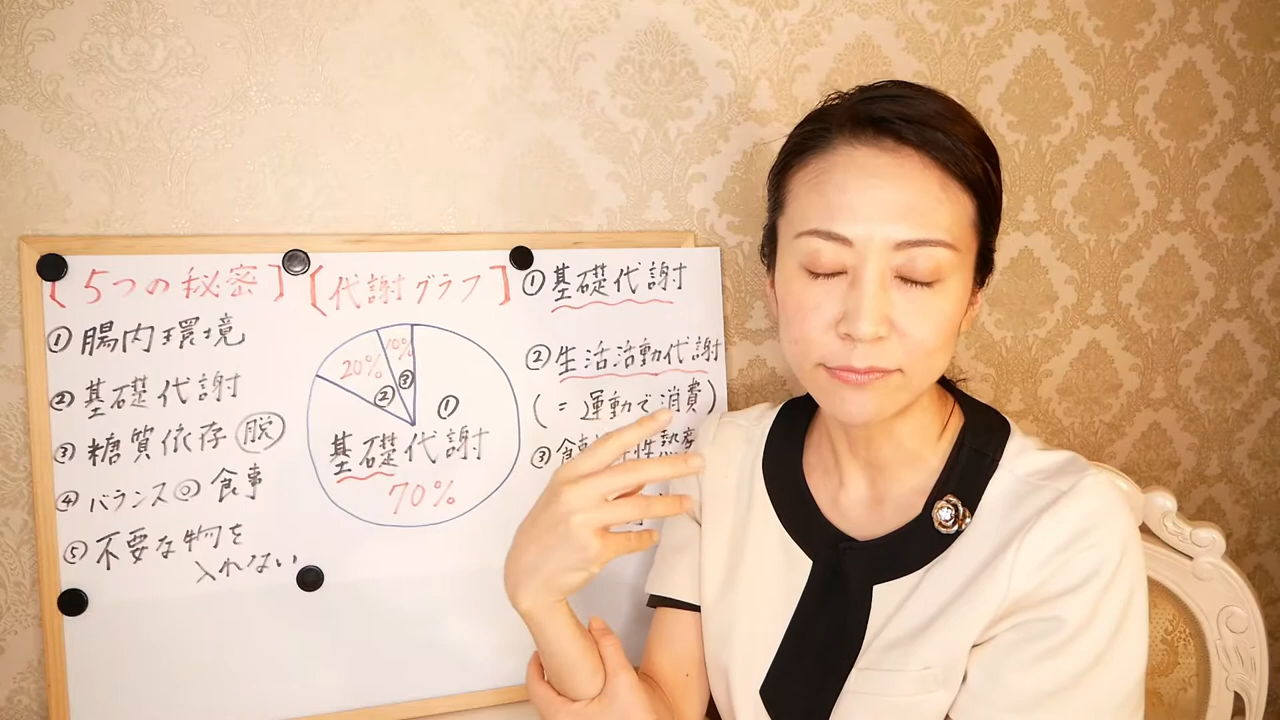 【5つの秘密】
①腸内環境
②基礎代謝
③糖質依存 脱
④バランス◎食事
⑤不要な物を
入れない
【代謝グラフ】
20% 10%
② ③ ①
基礎代謝
70%
①基礎代謝
②生活活動代謝
(=運動で消費)
③食